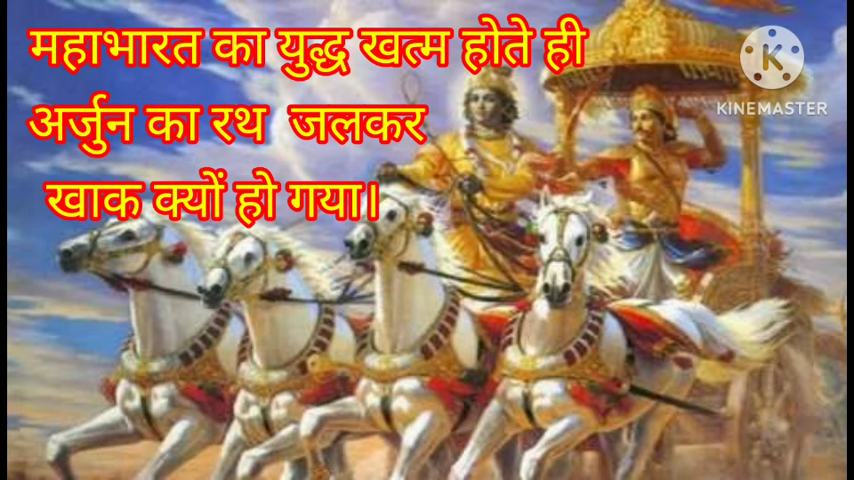 महाभारत का युद्ध खत्म होते ही
अर्जुन का रथ जलकर
खाक क्यों हो गया।
K
KINEMASTER